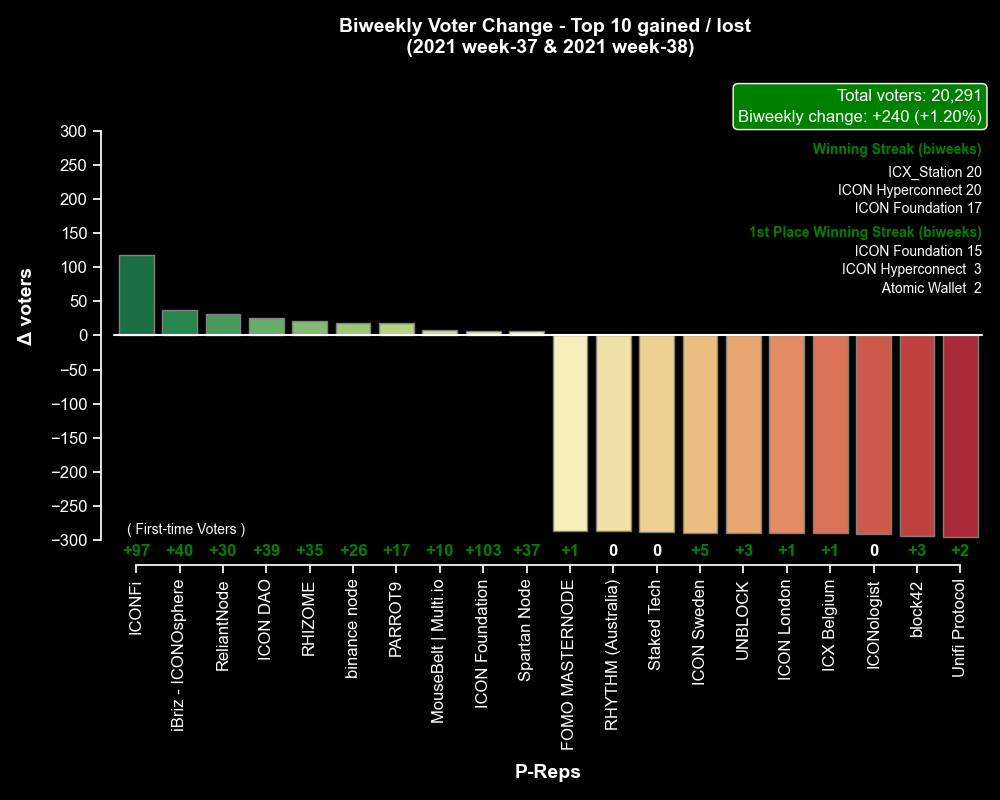 Biweekly Voter Change - Top 10 gained / lost
(2021 week-37 & 2021 week-38)
Total voters: 20,291
Biweekly change: +240 (+1.20%)
Winning Streak (biweeks)
ICX_Station 20
ICON Hyperconnect 20
ICON Foundation 17
1st Place Winning Streak (biweeks)
ICON Foundation 15
ICON Hyperconnect 3
Atomic Wallet 2
Δ voters
300
250
200
150
100
50
0
−50
−100
−150
−200
−250
−300
( First-time Voters )
+97 +40 +30 +39 +35 +26 +17 +10 +103 +37 +1 0 0 +5 +3 +1 +1 0 +3 +2
ICONFi
iBriz - ICONOsphere
ReliantNode
ICON DAO
RHIZOME
binance node
PARROT9
MouseBelt | Multi.io
ICON Foundation
Spartan Node
FOMO MASTERNODE
RHYTHM (Australia)
Staked Tech
ICON Sweden
UNBLOCK
ICON London
ICX Belgium
ICONologist
block42
Unifi Protocol
P-Reps